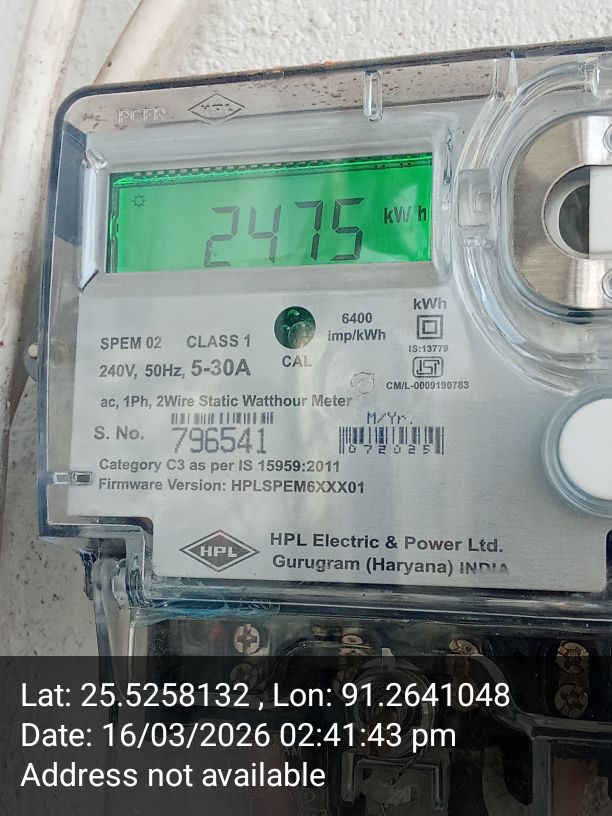 HPL
2475 kWh
SPEM 02 CLASS 1
6400 imp/kWh
kWh
IS:13779
240V, 50Hz, 5-30A
CAL
CM/L-0009190783
ac, 1Ph, 2Wire Static Watthour Meter
M/Yr.
S. No. 796541
072025
Category C3 as per IS 15959:2011
Firmware Version: HPLSPEM6XXX01
HPL
HPL Electric & Power Ltd.
Gurugram (Haryana) INDIA
Lat: 25.5258132 , Lon: 91.2641048
Date: 16/03/2026 02:41:43 pm
Address not available